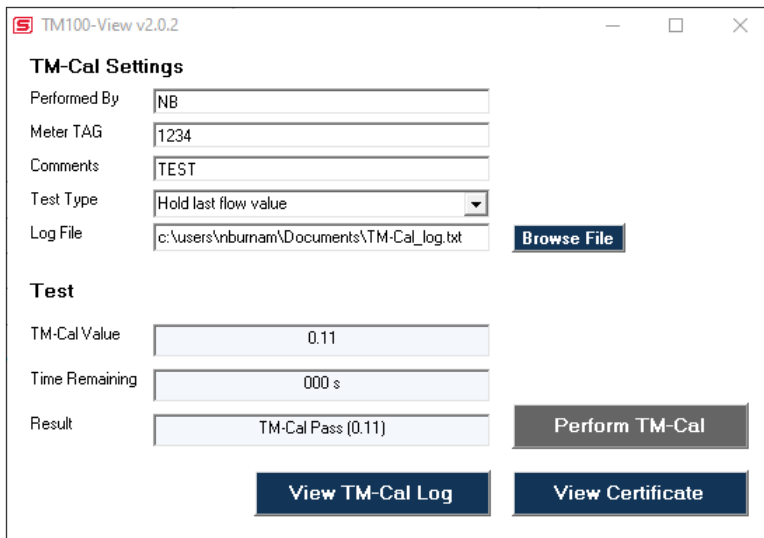 S TM100-View v2.0.2
TM-Cal Settings
Performed By NB
Meter TAG 1234
Comments TEST
Test Type Hold last flow value
Log File c:\users\nburnam\Documents\TM-Cal_log.txt Browse File
Test
TM-Cal Value 0.11
Time Remaining 000 s
Result TM-Cal Pass (0.11) Perform TM-Cal
View TM-Cal Log View Certificate